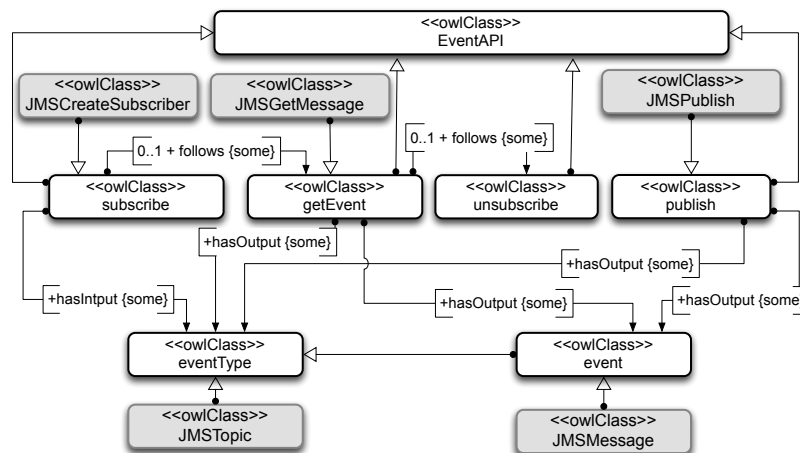 <<owlClass>>
EventAPI
<<owlClass>>
JMSCreateSubscriber
<<owlClass>>
JMSGetMessage
<<owlClass>>
JMSPublish
0..1 + follows {some}
0..1 + follows {some}
<<owlClass>>
subscribe
<<owlClass>>
getEvent
<<owlClass>>
unsubscribe
<<owlClass>>
publish
+hasOutput {some}
+hasOutput {some}
+hasIntput {some}
+hasOutput {some}
+hasOutput {some
<<owlClass>>
eventType
<<owlClass>>
event
<<owlClass>>
JMSTopic
<<owlClass>>
JMSMessage